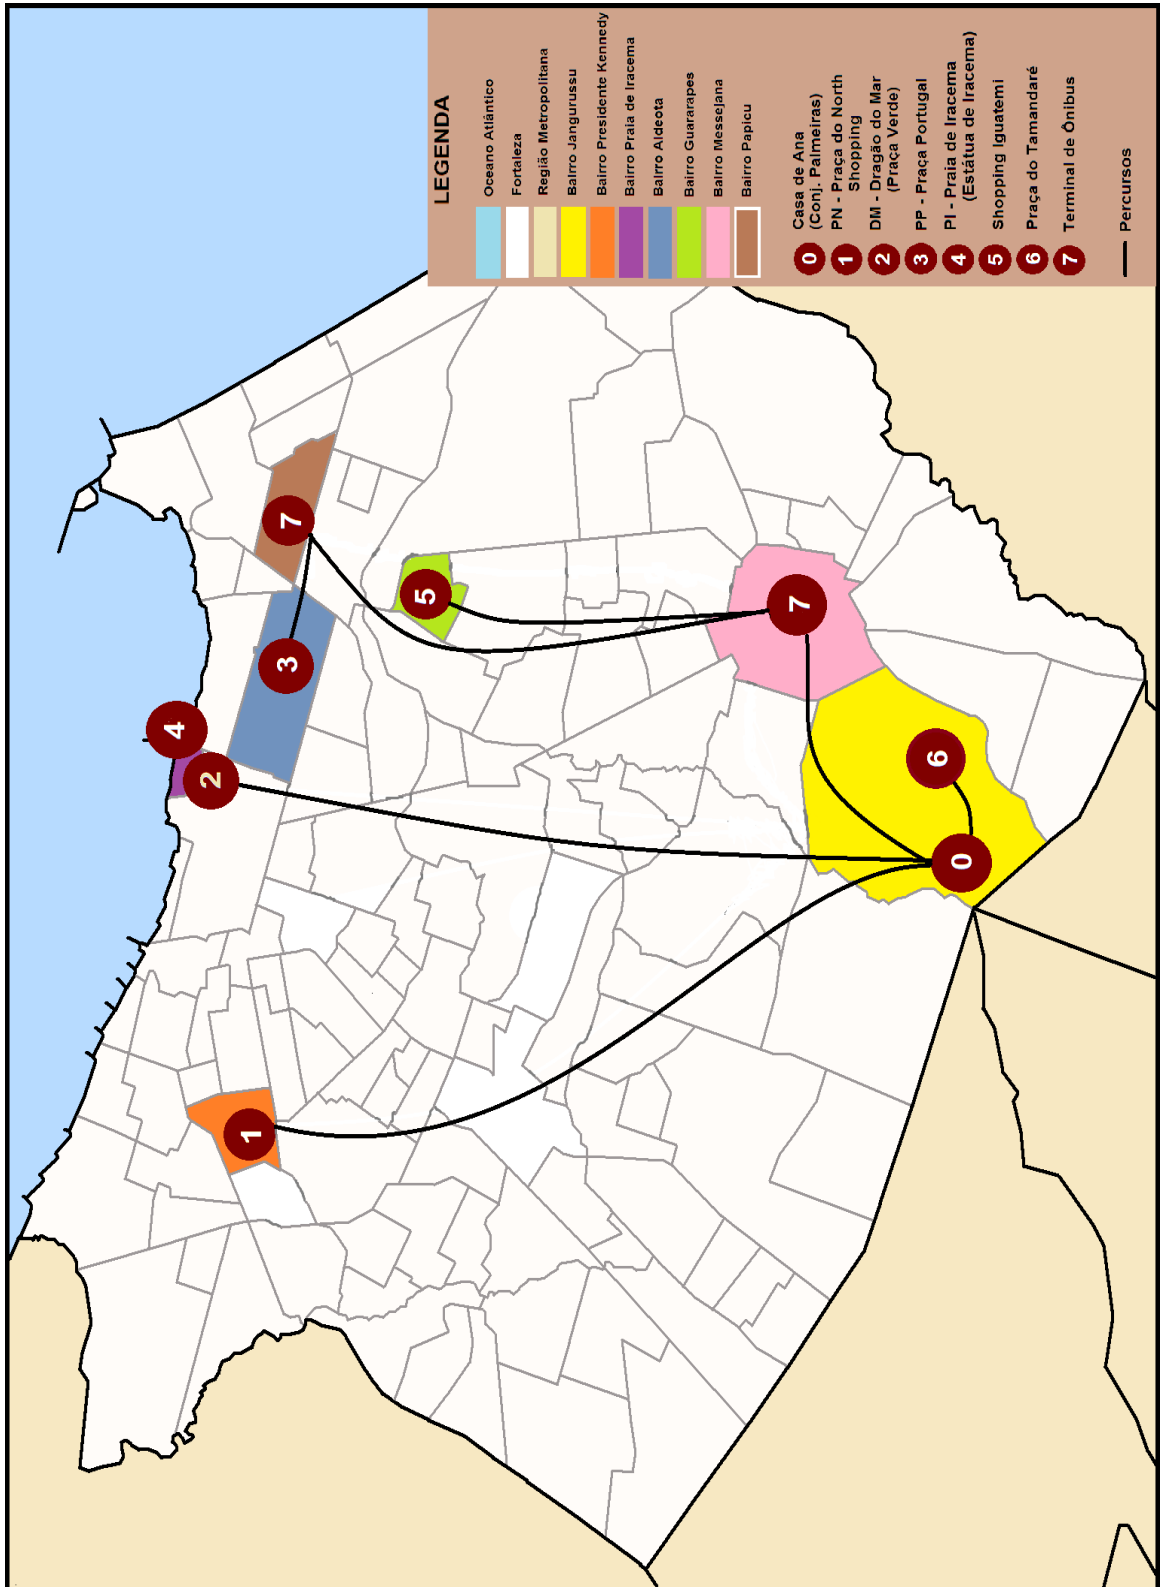 LEGENDA
Oceano Atlântico
Fortaleza
Região Metropolitana
Bairro Jangurusu
Bairro Presidente Kennedy
Bairro Praia de Iracema
Bairro Aldeota
Bairro Guararapes
Bairro Messejana
Bairro Papicu
0 Casa de Ana
(Conj. Palmeiras)
1 PN - Praça do North
Shopping
2 DM - Dragão do Mar
(Praça Verde)
3 PP - Praça Portugal
4 PI - Praia de Iracema
(Estátua de Iracema)
5 Shopping Iguatemi
6 Praça do Tamandaré
7 Terminal de Ônibus
Percursos
1
2
4
3
7
5
7
6
0